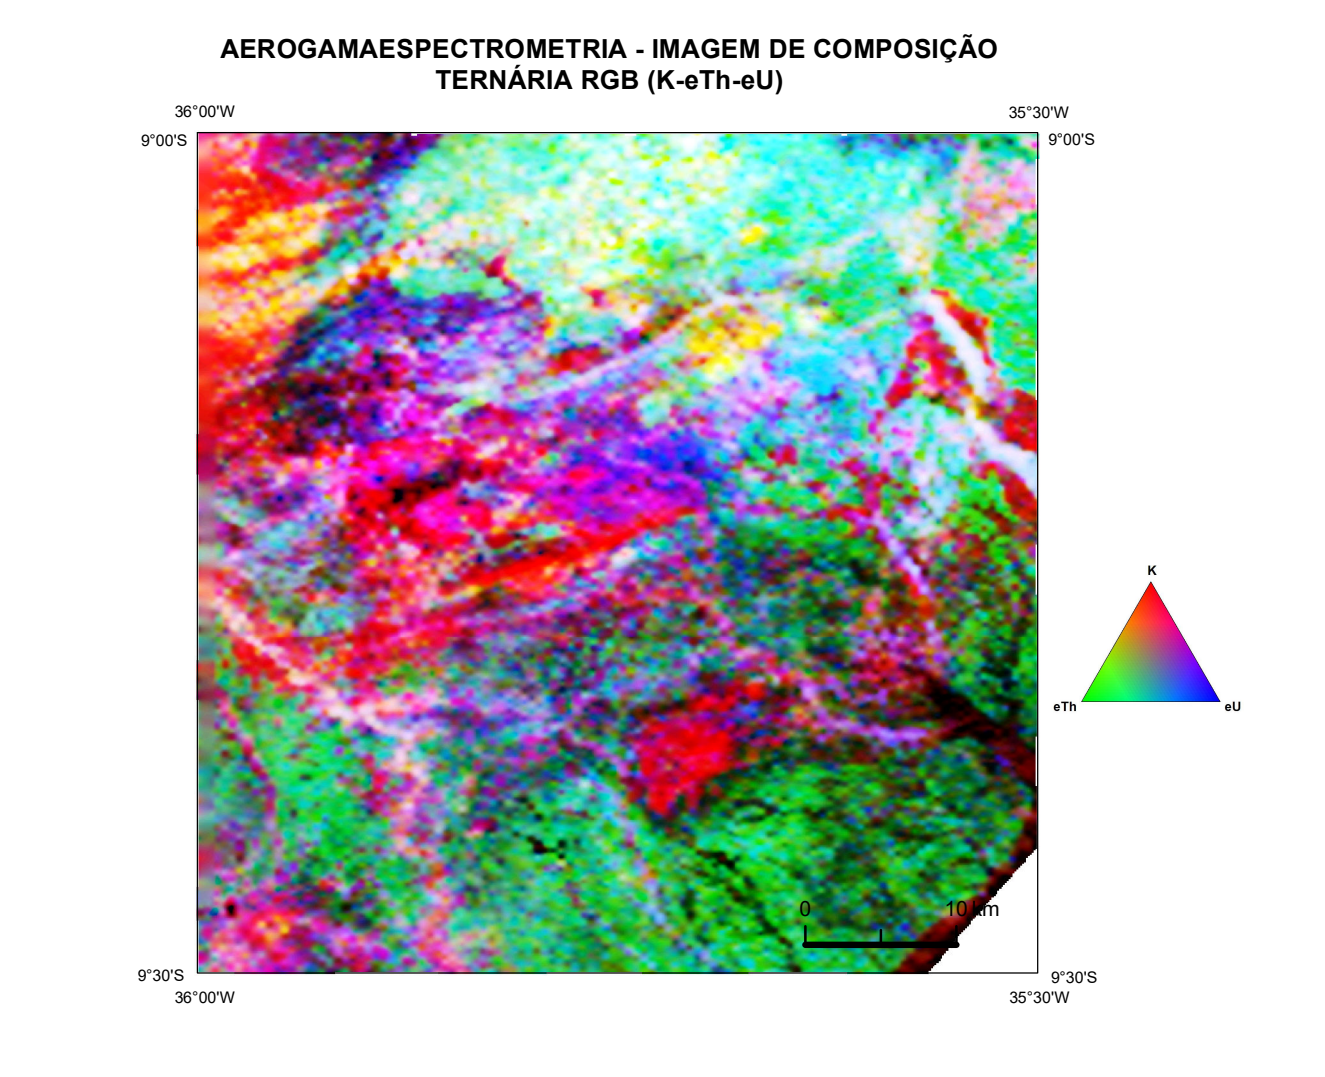 AEROGAMAESPECTROMETRIA - IMAGEM DE COMPOSIÇÃO
TERNÁRIA RGB (K-eTh-eU)
36°00'W
35°30'W
9°00'S
9°00'S
K
eTh
eU
0
10 km
9°30'S
9°30'S
36°00'W
35°30'W